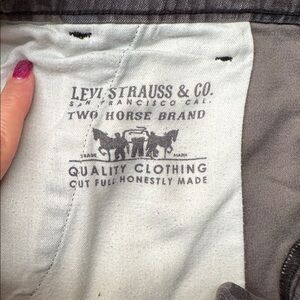 LEVI STRAUSS & CO.
SAN FRANCISCO CAL.
TWO HORSE BRAND
TRADE MARK
QUALITY CLOTHING
CUT FULL HONESTLY MADE